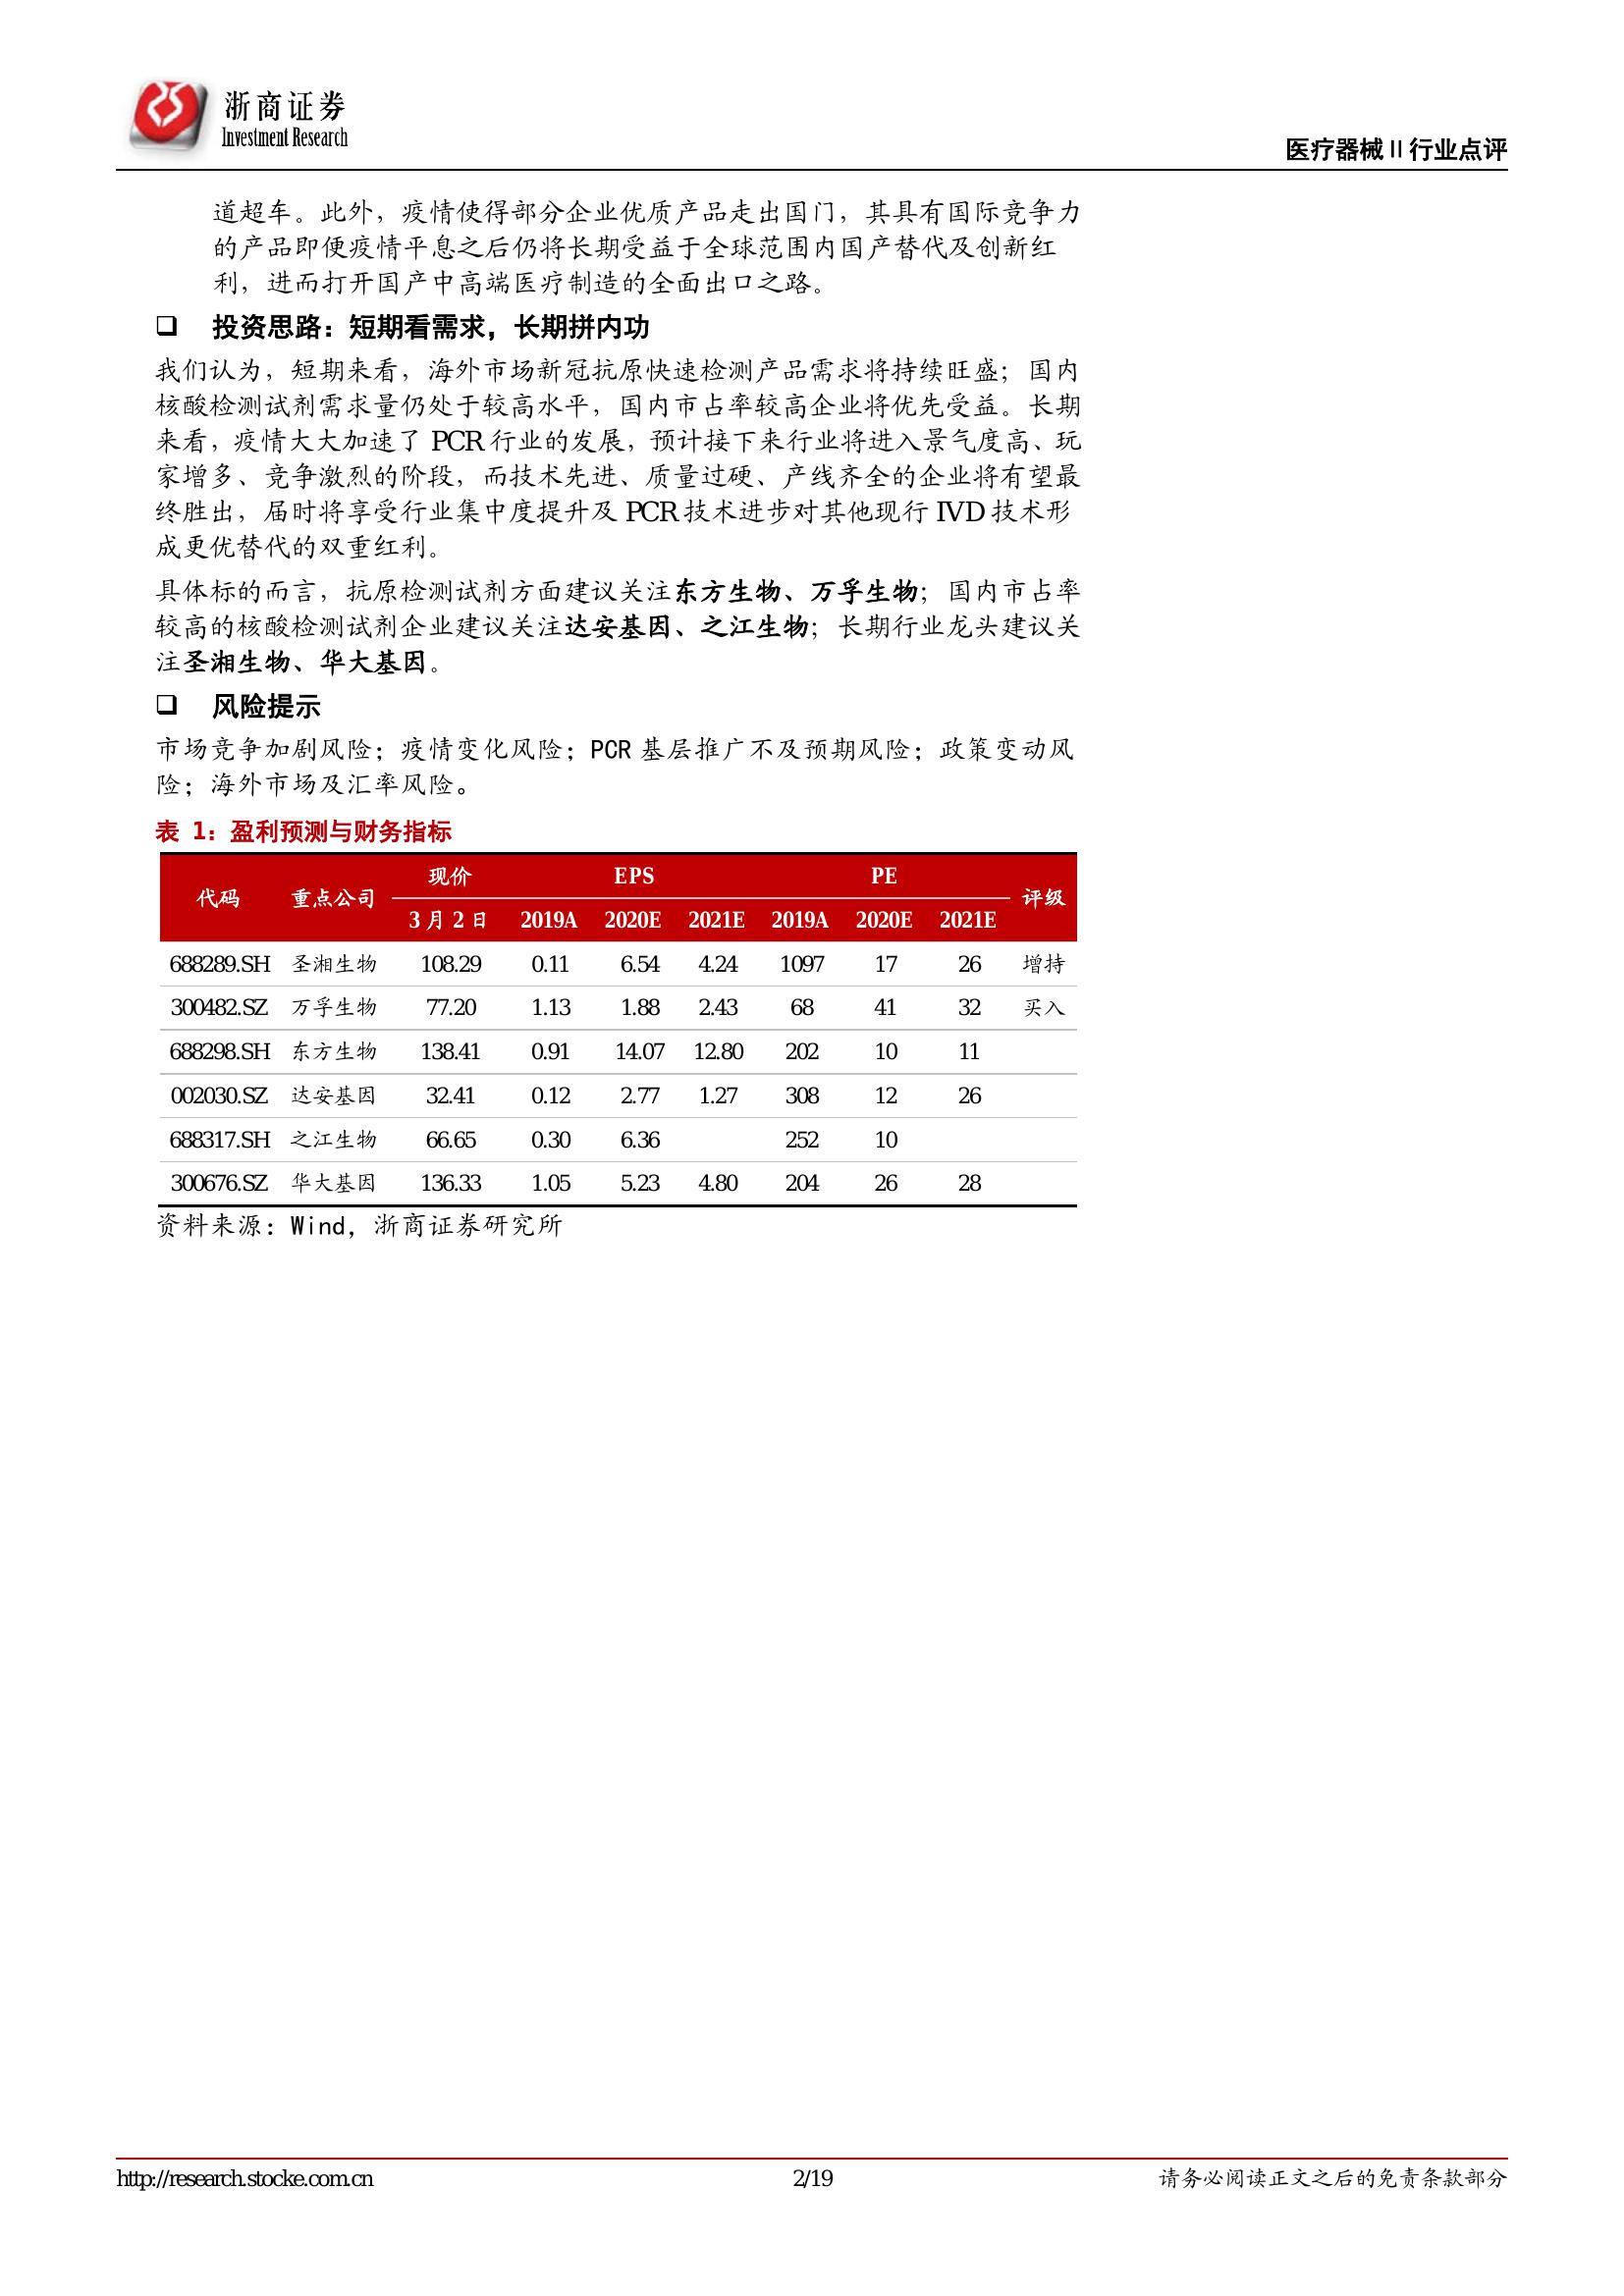 浙商证券
Investment Research
医疗器械Ⅱ行业点评
道超车。此外，疫情使得部分企业优质产品走出国门，其具有国际竞争力
的产品即便疫情平息之后仍将长期受益于全球范围内国产替代及创新红
利，进而打开国产中高端医疗制造的全面出口之路。
❑ 投资思路：短期看需求，长期拼内功
我们认为，短期来看，海外市场新冠抗原快速检测产品需求将持续旺盛；国内
核酸检测试剂需求量仍处于较高水平，国内市占率较高企业将优先受益。长期
来看，疫情大大加速了 PCR 行业的发展，预计接下来行业将进入景气度高、玩
家增多、竞争激烈的阶段，而技术先进、质量过硬、产线齐全的企业将有望最
终胜出，届时将享受行业集中度提升及 PCR 技术进步对其他现行 IVD 技术形
成更优替代的双重红利。
具体标的而言，抗原检测试剂方面建议关注东方生物、万孚生物；国内市占率
较高的核酸检测试剂企业建议关注达安基因、之江生物；长期行业龙头建议关
注圣湘生物、华大基因。
❑ 风险提示
市场竞争加剧风险；疫情变化风险；PCR 基层推广不及预期风险；政策变动风
险；海外市场及汇率风险。
表 1：盈利预测与财务指标
代码 重点公司 现价 EPS PE 评级
3 月 2 日 2019A 2020E 2021E 2019A 2020E 2021E
688289.SH 圣湘生物 108.29 0.11 6.54 4.24 1097 17 26 增持
300482.SZ 万孚生物 77.20 1.13 1.88 2.43 68 41 32 买入
688298.SH 东方生物 138.41 0.91 14.07 12.80 202 10 11
002030.SZ 达安基因 32.41 0.12 2.77 1.27 308 12 26
688317.SH 之江生物 66.65 0.30 6.36 252 10
300676.SZ 华大基因 136.33 1.05 5.23 4.80 204 26 28
资料来源：Wind，浙商证券研究所
http://research.stocke.com.cn 2/19 请务必阅读正文之后的免责条款部分